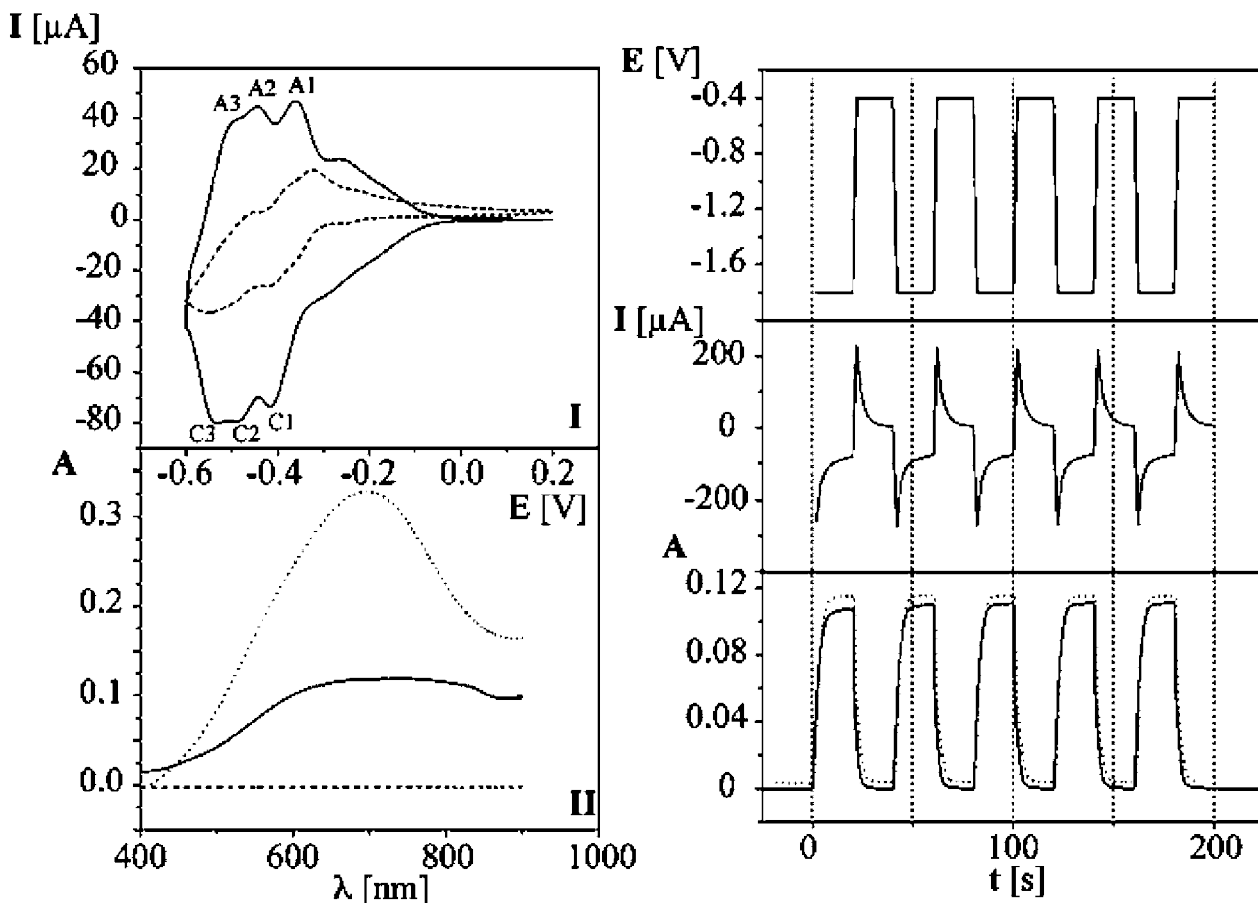 I [µA]
60
40
20
0
-20
-40
-60
-80
A3 A2 A1
C3 C2 C1
I
-0.6 -0.4 -0.2 0.0 0.2
E [V]
A
0.3
0.2
0.1
0.0
II
400 600 800 1000
λ [nm]
E [V]
-0.4
-0.8
-1.2
-1.6
I [µA]
200
0
-200
A
0.12
0.08
0.04
0
0 100 200
t [s]